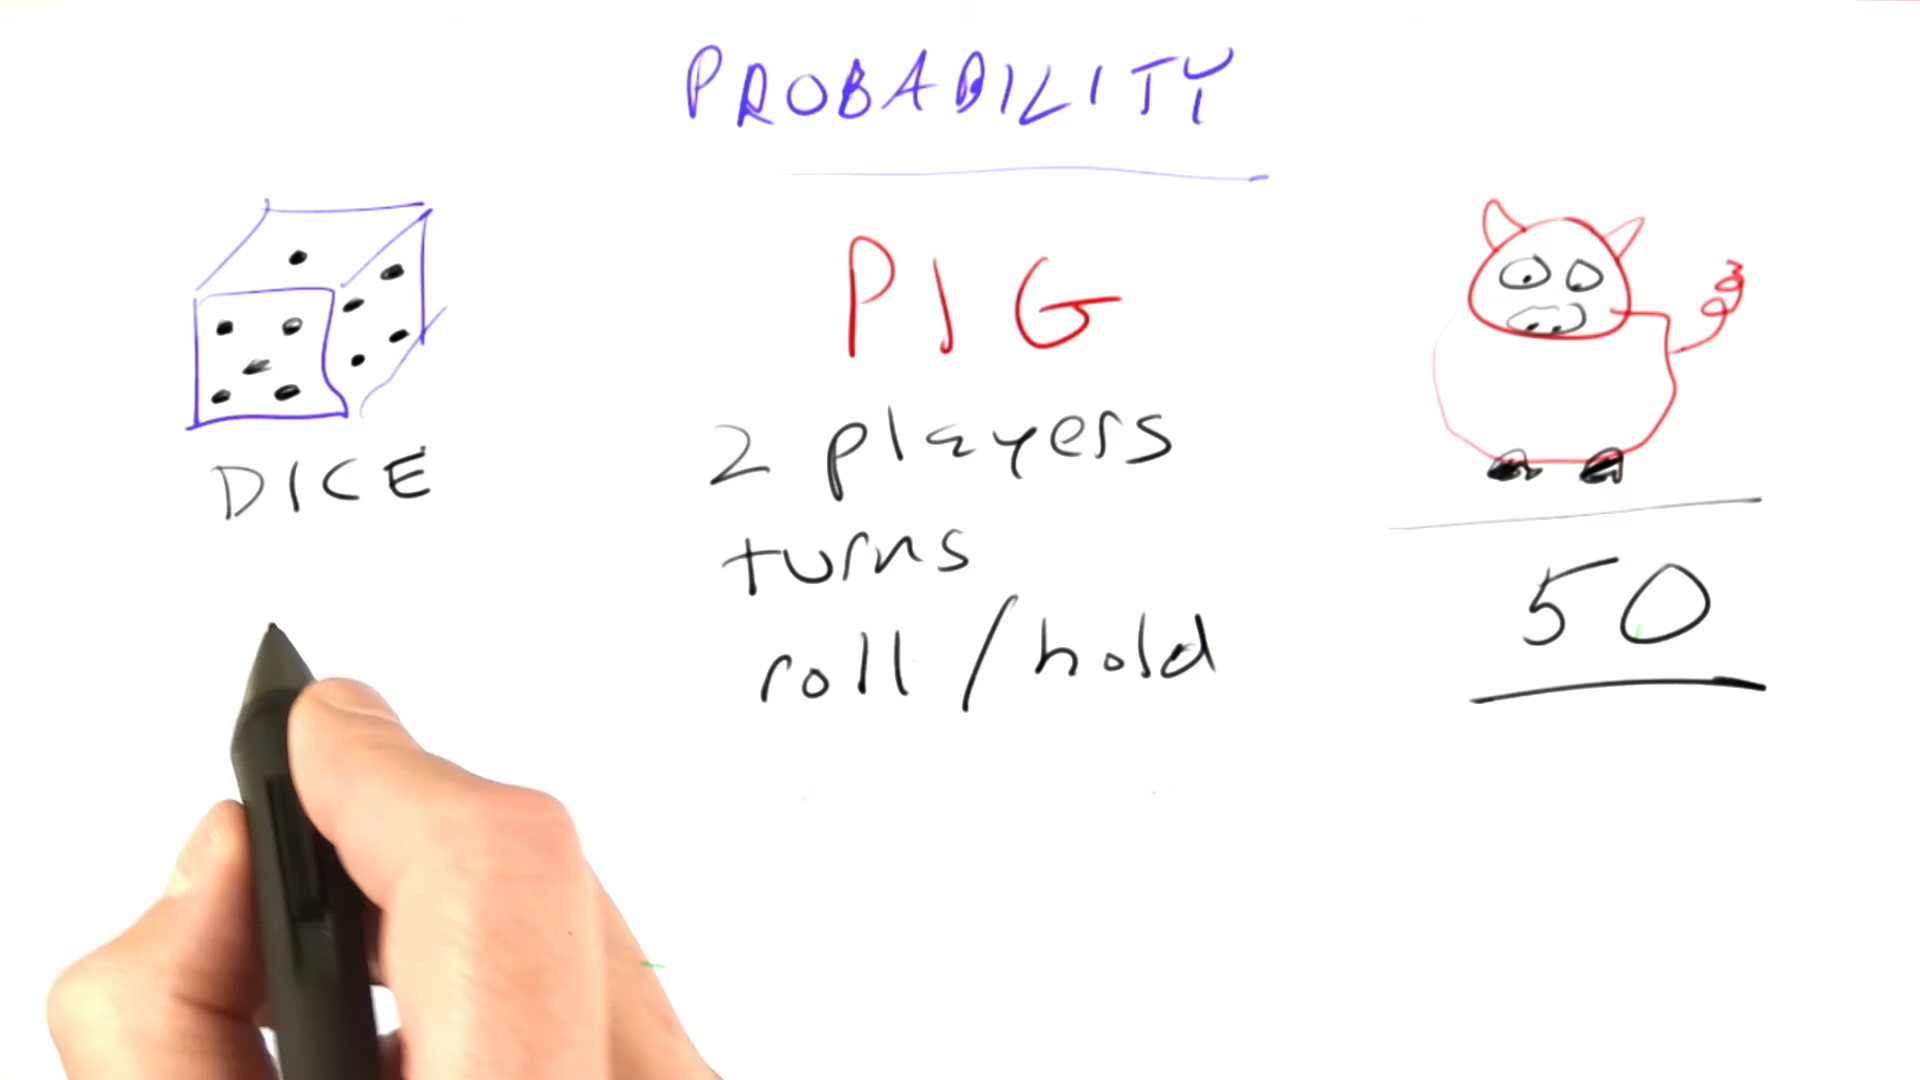 PROBABILITY
PIG
2 players
turns
roll/hold
DICE
50